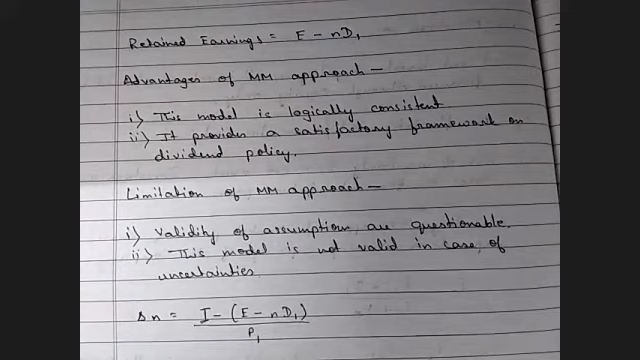 Retained Earnings = E - nD₁
Advantages of MM approach -
i) This model is logically consistent
ii) It provides a satisfactory framework on
dividend policy.
Limitation of MM approach -
i) Validity of assumption are questionable.
ii) This model is not valid in case of
uncertainties
Δn = I - (E - nD₁)
P₁